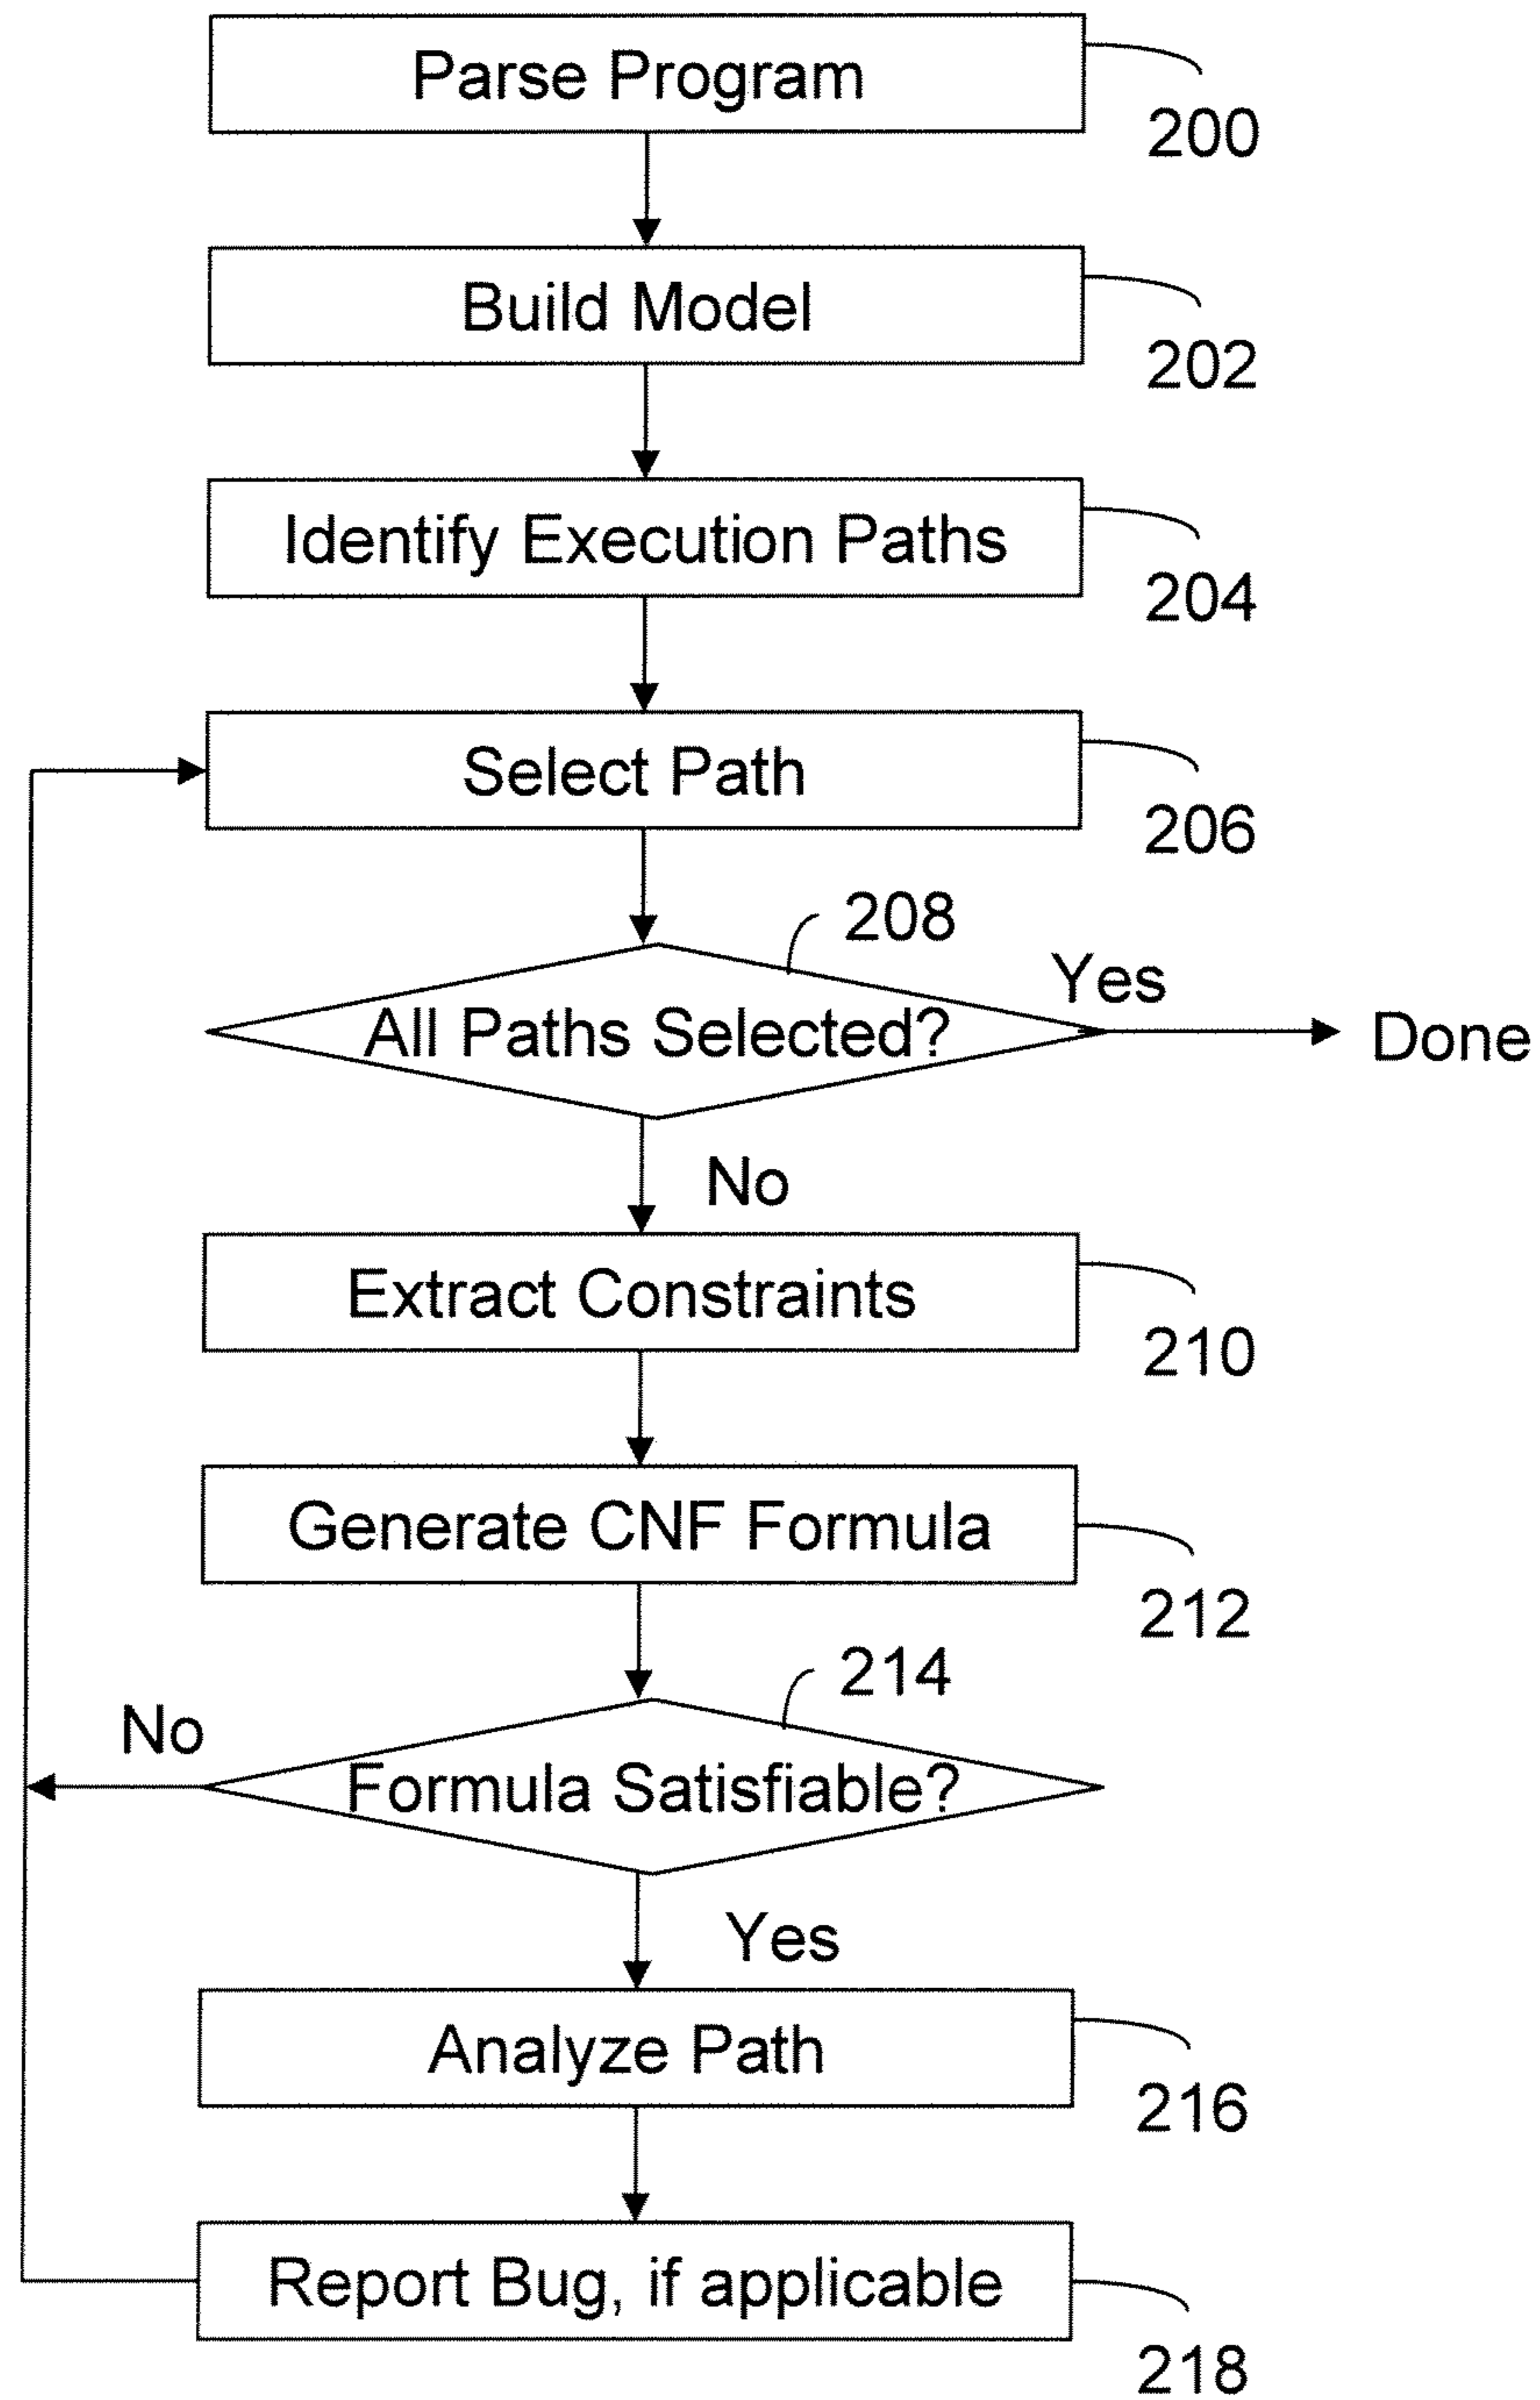 Parse Program
200
Build Model
202
Identify Execution Paths
204
Select Path
206
208
All Paths Selected?
Yes
Done
No
Extract Constraints
210
Generate CNF Formula
212
214
No
Formula Satisfiable?
Yes
Analyze Path
216
Report Bug, if applicable
218